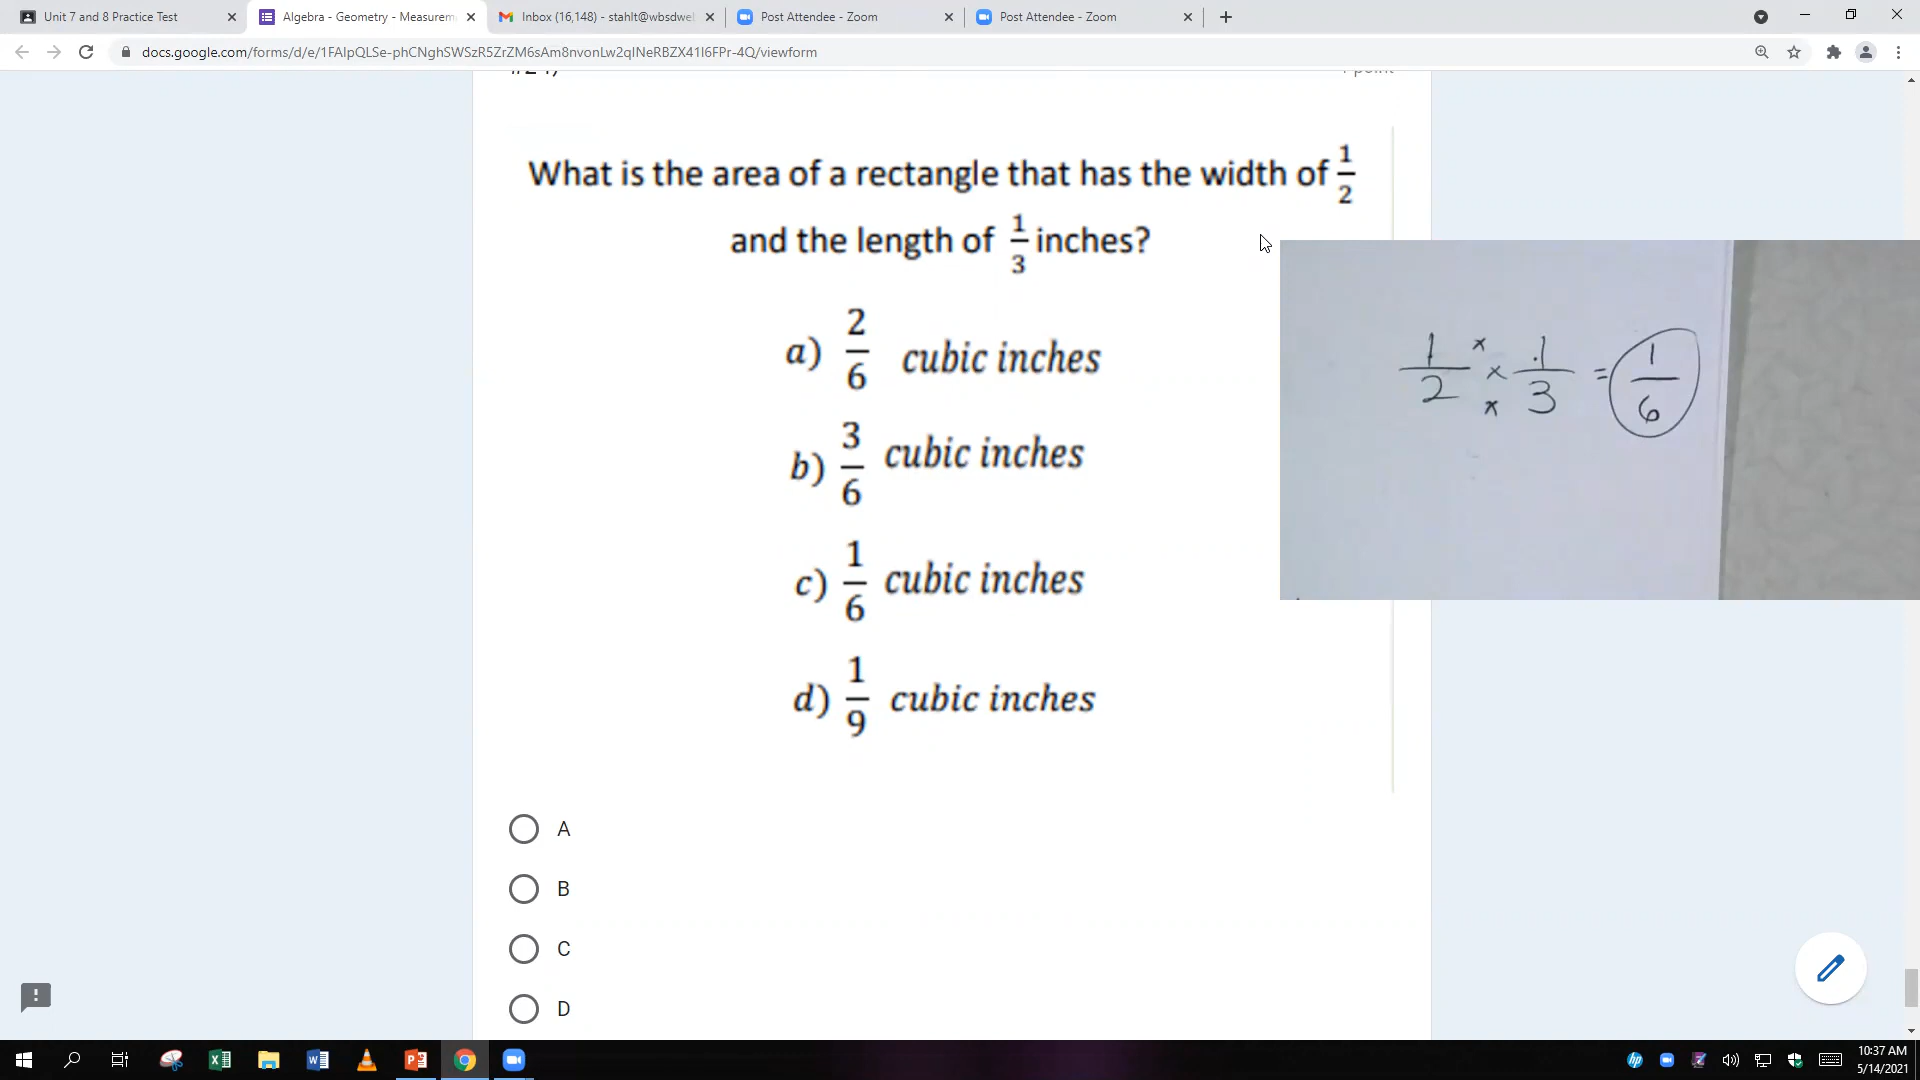 Unit 7 and 8 Practice Test
Algebra - Geometry - Measurem
Inbox (16,148) - stahlt@wbsdwe
Post Attendee - Zoom
Post Attendee - Zoom
docs.google.com/forms/d/e/1FAIpQLSe-phCNghSWSzR5ZrZM6sAm8nvonLw2qINeRBZX41I6FPr-4Q/viewform
What is the area of a rectangle that has the width of 1/2
and the length of 1/3 inches?
a) 2/6 cubic inches
b) 3/6 cubic inches
c) 1/6 cubic inches
d) 1/9 cubic inches
1/2 × 1/3 = 1/6
A
B
C
D
10:37 AM
5/14/2021